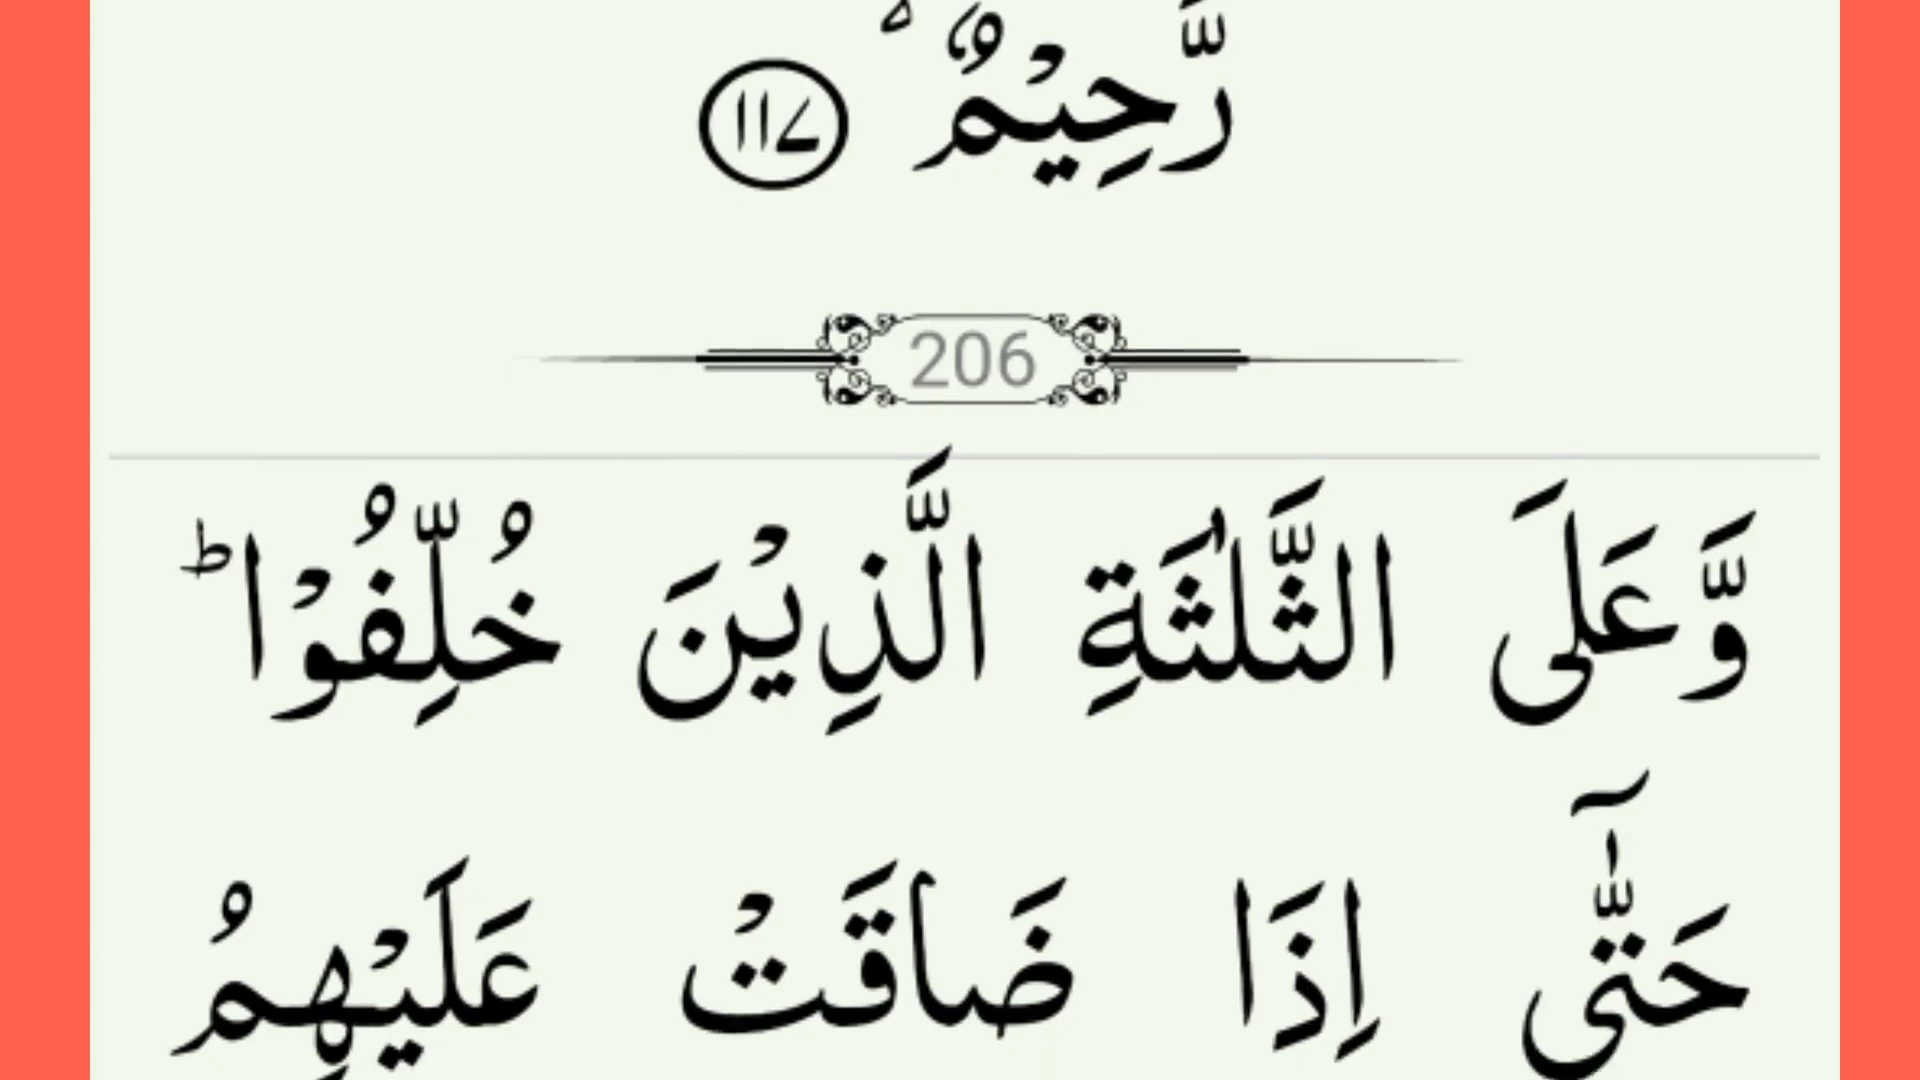 رَّحِيْمٌۙ ۝۱۱۷
206
وَّعَلَى الثَّلٰثَةِ الَّذِيْنَ خُلِّفُوْاؕ
حَتّٰۤى اِذَا ضَاقَتْ عَلَيْهِمُ